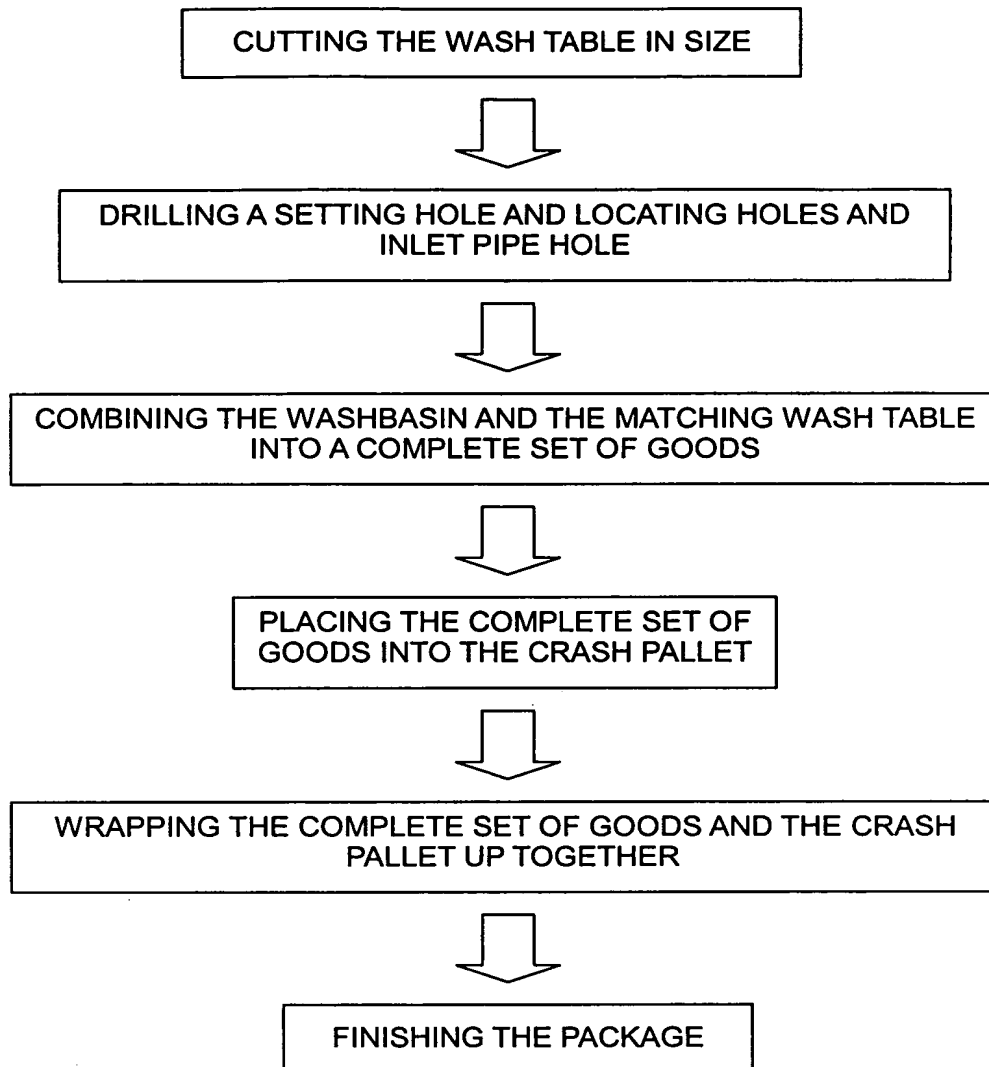 CUTTING THE WASH TABLE IN SIZE
DRILLING A SETTING HOLE AND LOCATING HOLES AND
INLET PIPE HOLE
COMBINING THE WASHBASIN AND THE MATCHING WASH TABLE
INTO A COMPLETE SET OF GOODS
PLACING THE COMPLETE SET OF
GOODS INTO THE CRASH PALLET
WRAPPING THE COMPLETE SET OF GOODS AND THE CRASH
PALLET UP TOGETHER
FINISHING THE PACKAGE